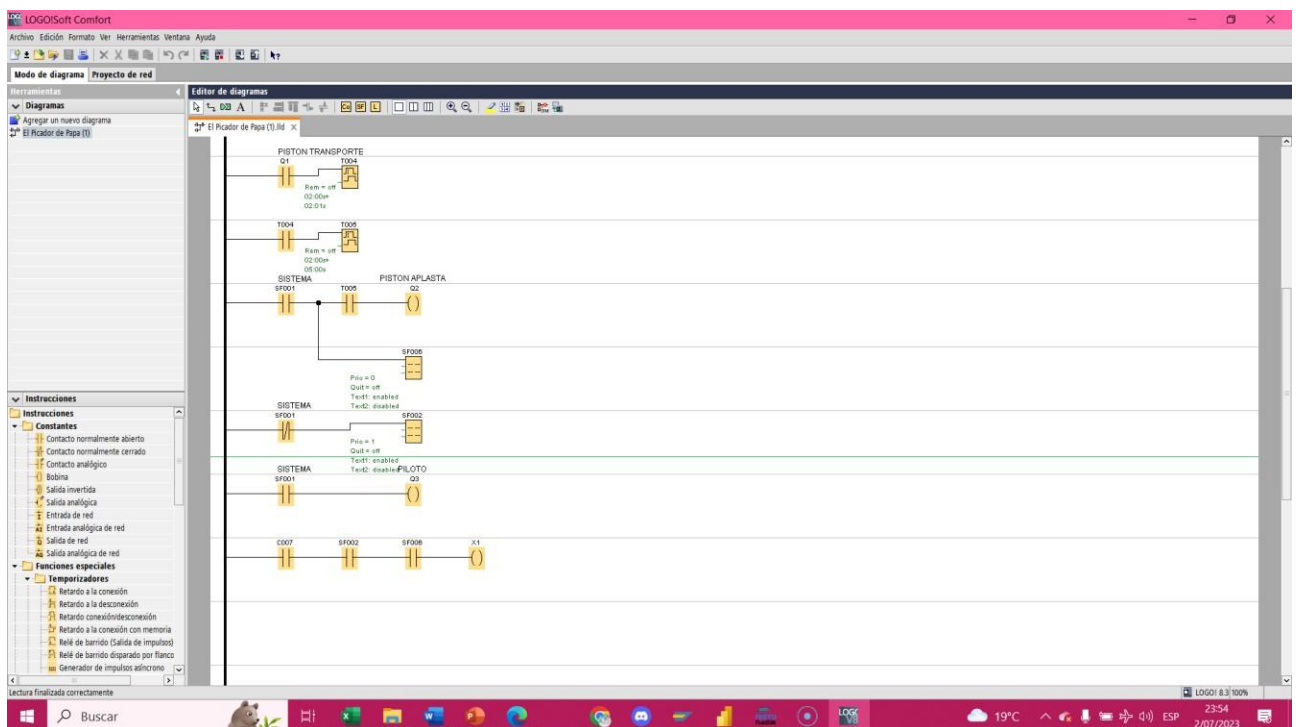 LOGO!Soft Comfort
Archivo Edición Formato Ver Herramientas Ventana Ayuda
Modo de diagrama Proyecto de red
Herramientas
Editor de diagramas
Diagramas
Agregar un nuevo diagrama
El Picador de Papa (1)
El Picador de Papa (1).lld
PISTON TRANSPORTE
Q1 T004
Rem = off
02:00s+
02:01s
T004 T005
Rem = off
02:00s+
05:00s
SISTEMA PISTON APLASTA
SF001 T005 Q2
SF006
Prio = 0
Quit = off
Text1: enabled
Text2: disabled
SISTEMA
SF001 SF002
Prio = 1
Quit = off
Text1: enabled
Text2: disabled
SISTEMA PILOTO
SF001 Q3
C007 SF002 SF006 X1
Instrucciones
Instrucciones
Constantes
Contacto normalmente abierto
Contacto normalmente cerrado
Contacto analógico
Bobina
Salida invertida
Salida analógica
Entrada de red
Entrada analógica de red
Salida de red
Salida analógica de red
Funciones especiales
Temporizadores
Retardo a la conexión
Retardo a la desconexión
Retardo conexión/desconexión
Retardo a la conexión con memoria
Relé de barrido (Salida de impulsos)
Relé de barrido disparado por flanco
Generador de impulsos asíncrono
Lectura finalizada correctamente
LOGO! 8.3 100%
Buscar
19°C
ESP
23:54
2/07/2023